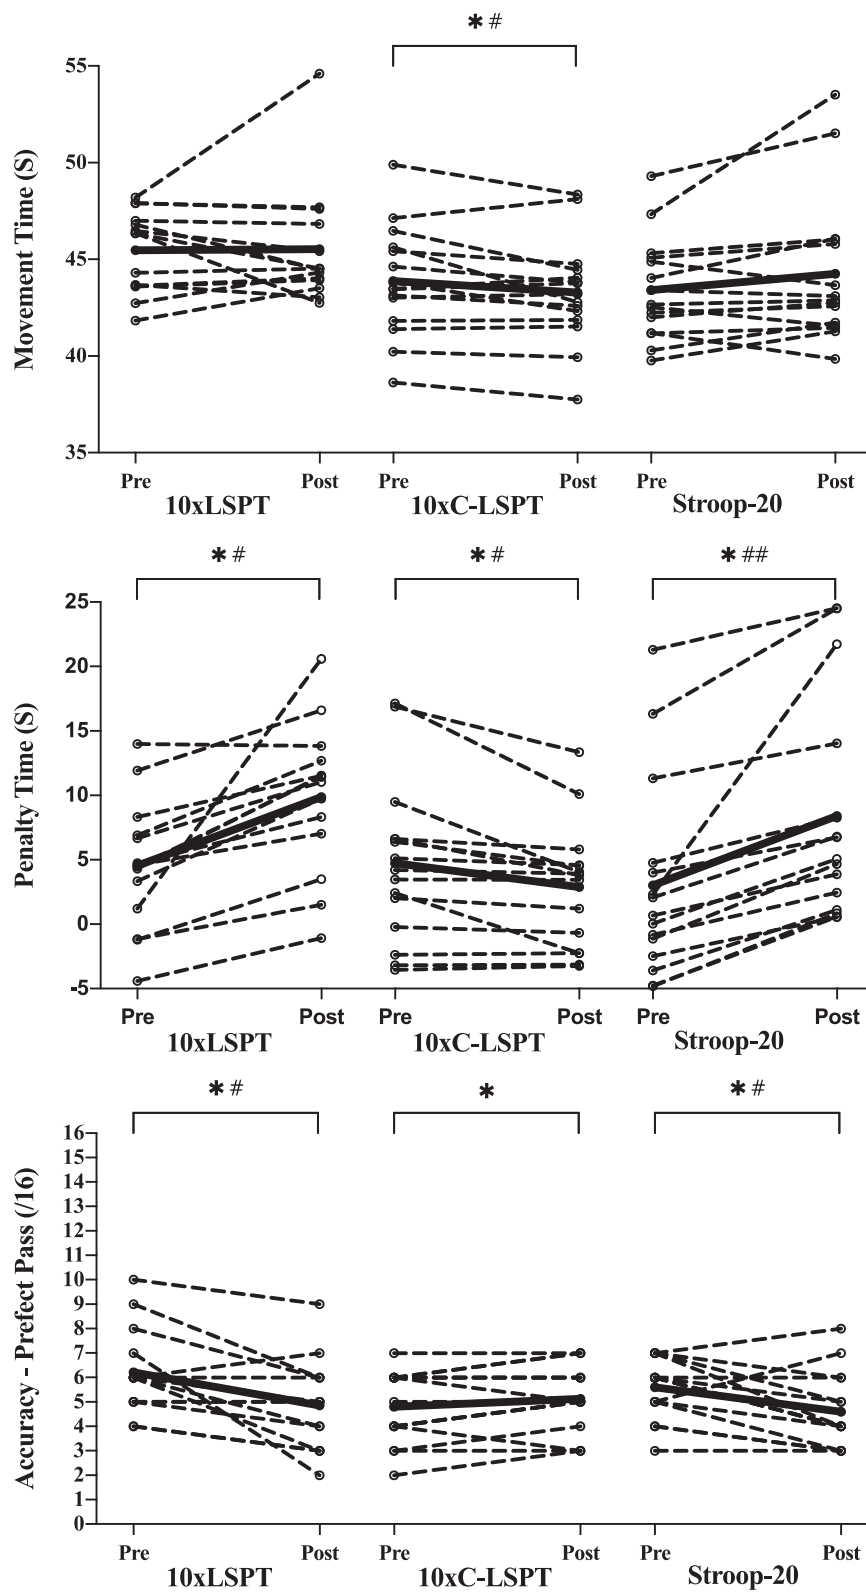 * #
Movement Time (S)
55
50
45
40
35
Pre Post Pre Post Pre Post
10xLSPT 10xC-LSPT Stroop-20
* # * # * ##
Penalty Time (S)
25
20
15
10
5
0
-5
Pre Post Pre Post Pre Post
10xLSPT 10xC-LSPT Stroop-20
* # * * #
Accuracy - Prefect Pass (/16)
16
15
14
13
12
11
10
9
8
7
6
5
4
3
2
1
0
Pre Post Pre Post Pre Post
10xLSPT 10xC-LSPT Stroop-20